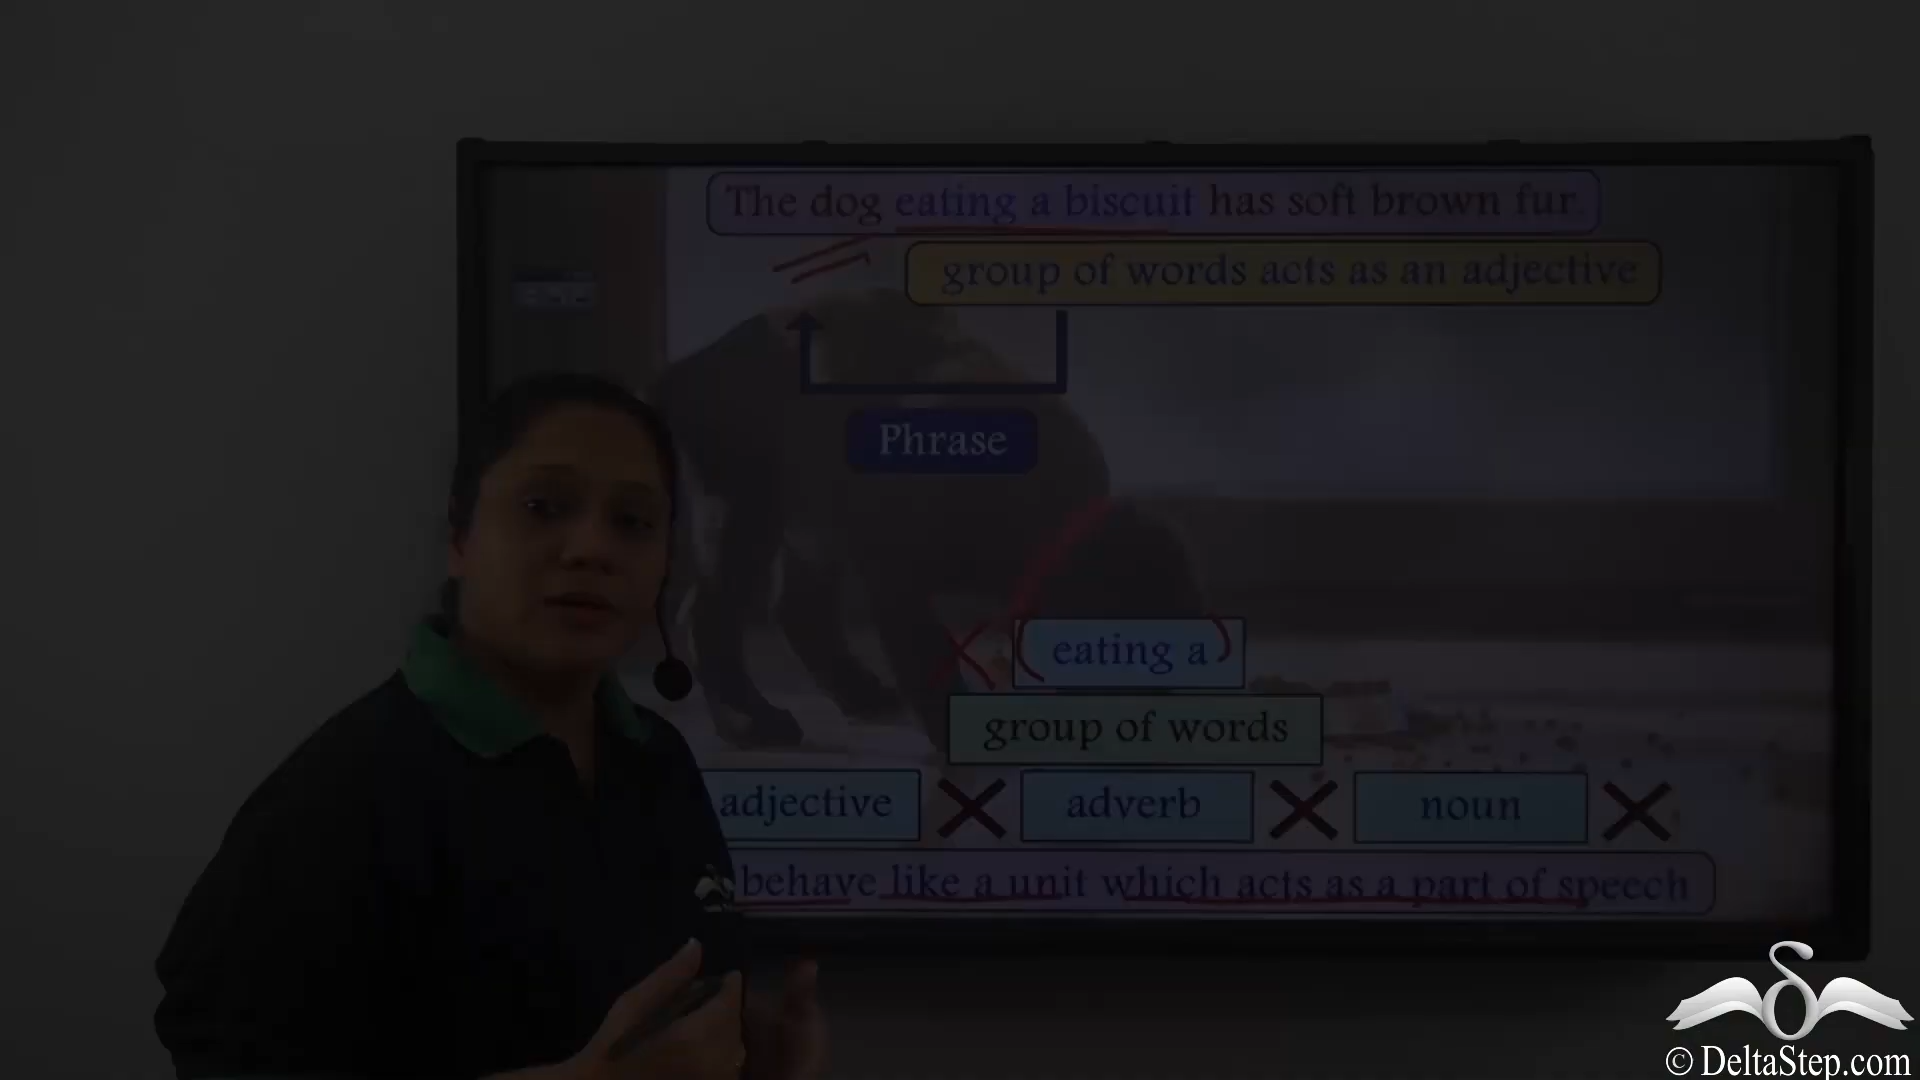 The dog eating a biscuit has soft brown fur.
group of words acts as an adjective
Phrase
eating a
group of words
adjective adverb noun
behave like a unit which acts as a part of speech
© DeltaStep.com